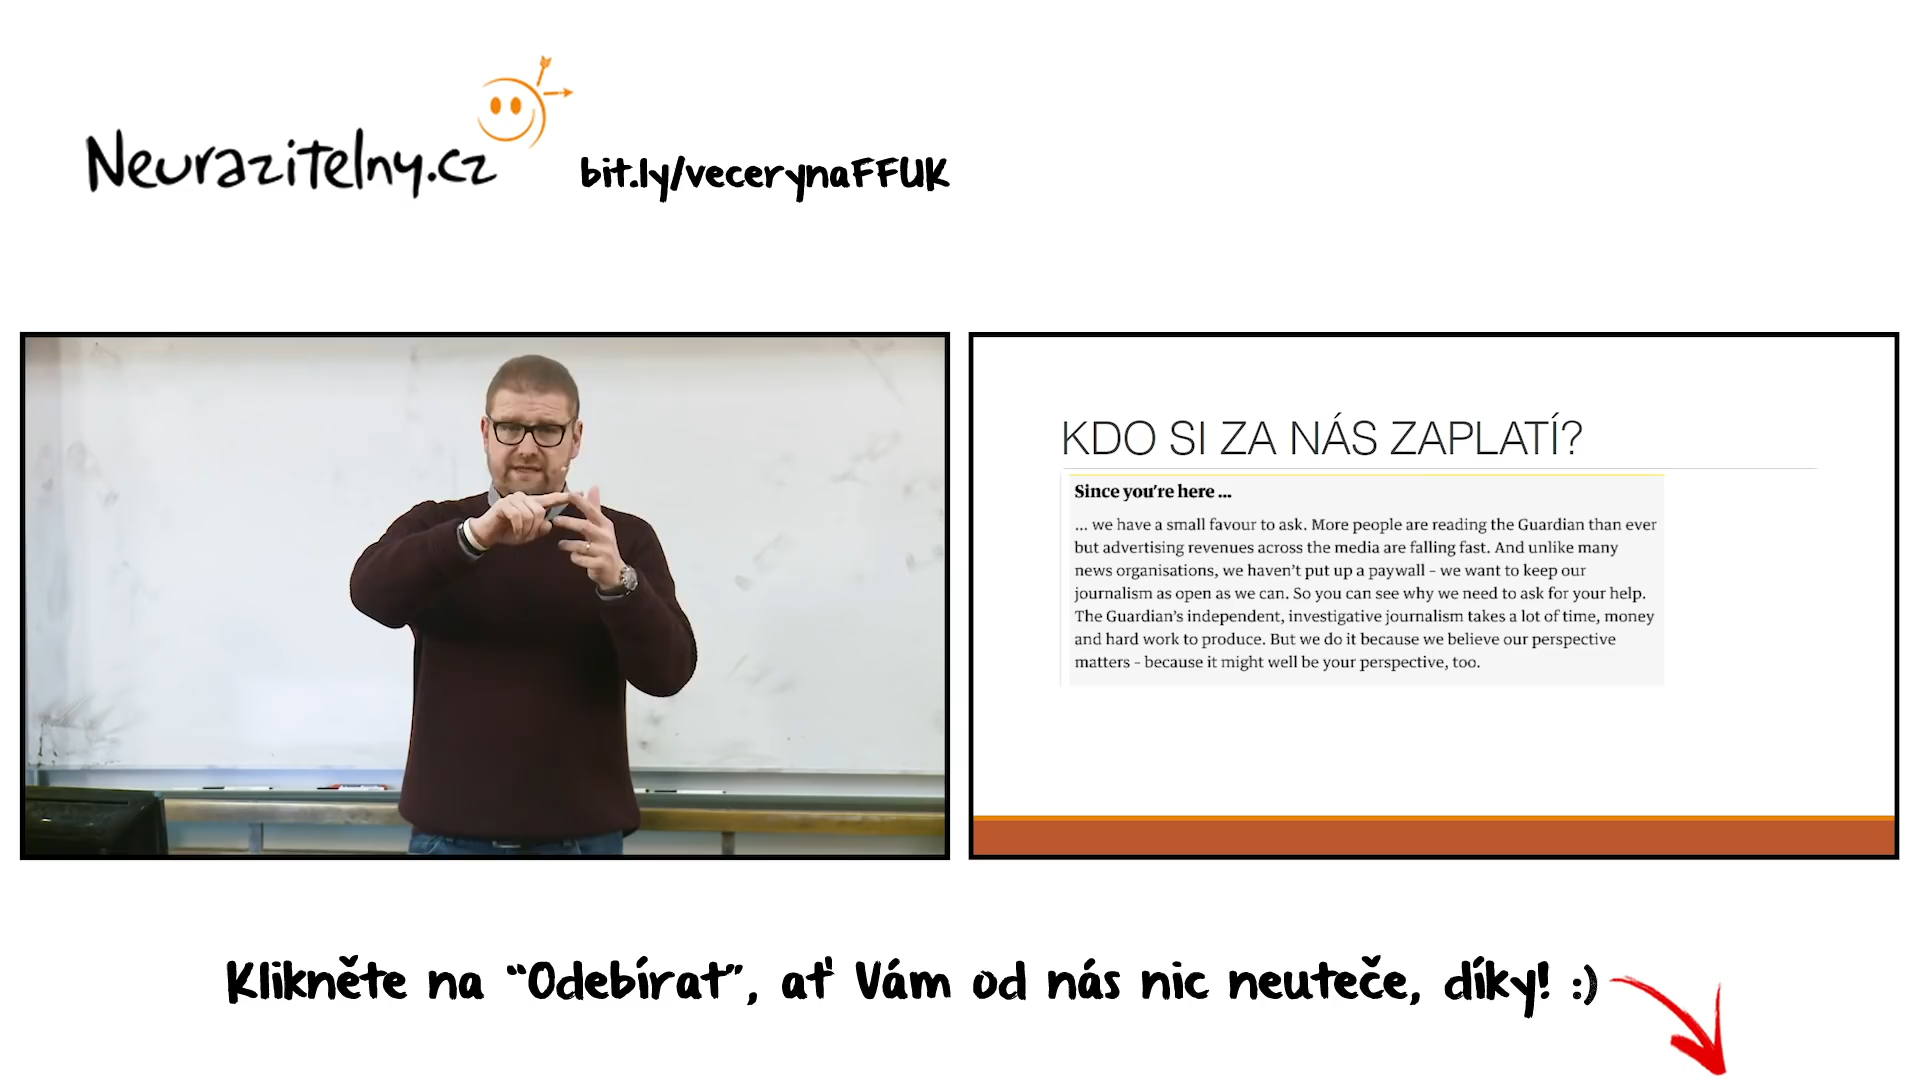 Neurazitelny.cz
bit.ly/vecerynaFFUK
KDO SI ZA NÁS ZAPLATÍ?
Since you're here ...
... we have a small favour to ask. More people are reading the Guardian than ever
but advertising revenues across the media are falling fast. And unlike many
news organisations, we haven't put up a paywall – we want to keep our
journalism as open as we can. So you can see why we need to ask for your help.
The Guardian's independent, investigative journalism takes a lot of time, money
and hard work to produce. But we do it because we believe our perspective
matters – because it might well be your perspective, too.
Klikněte na “Odebírat”, ať Vám od nás nic neuteče, díky! :)